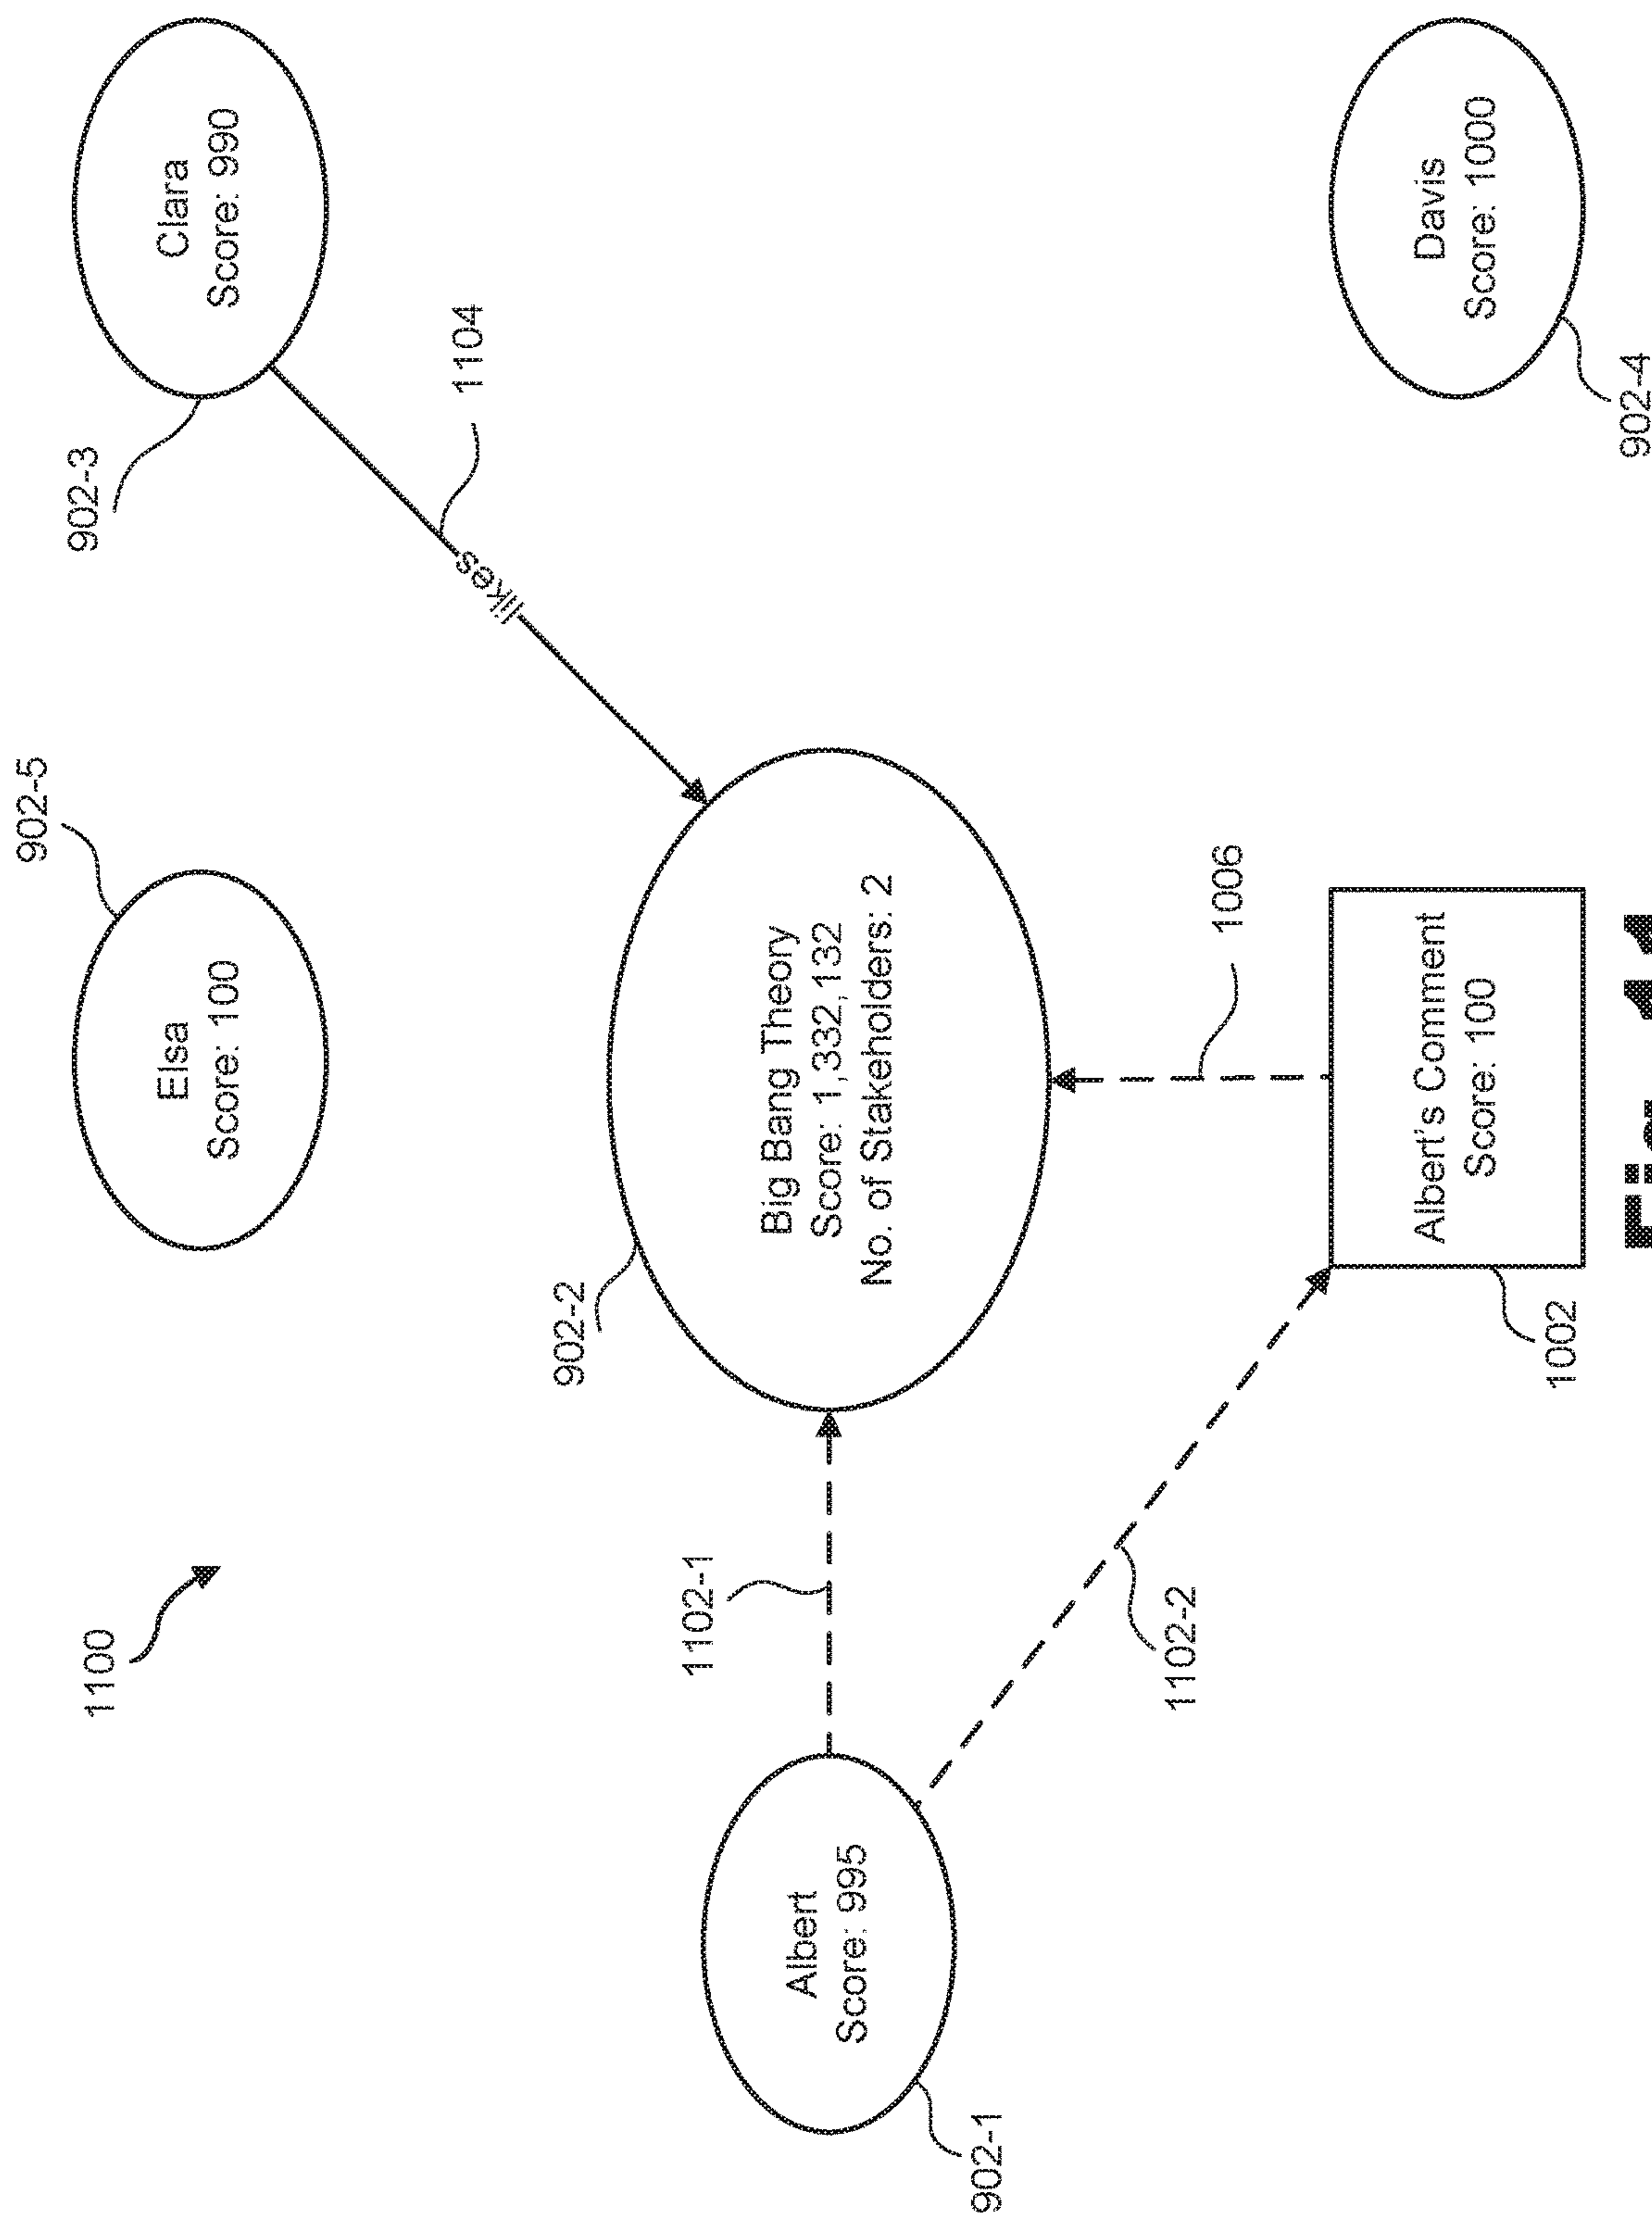 1100
902-5
Elsa
Score: 100
902-3
Clara
Score: 990
1104
likes
902-2
Big Bang Theory
Score: 1,332,132
No. of Stakeholders: 2
1102-1
Albert
Score: 995
902-1
1102-2
1006
Albert's Comment
Score: 100
1002
Davis
Score: 1000
902-4
Fig. 11